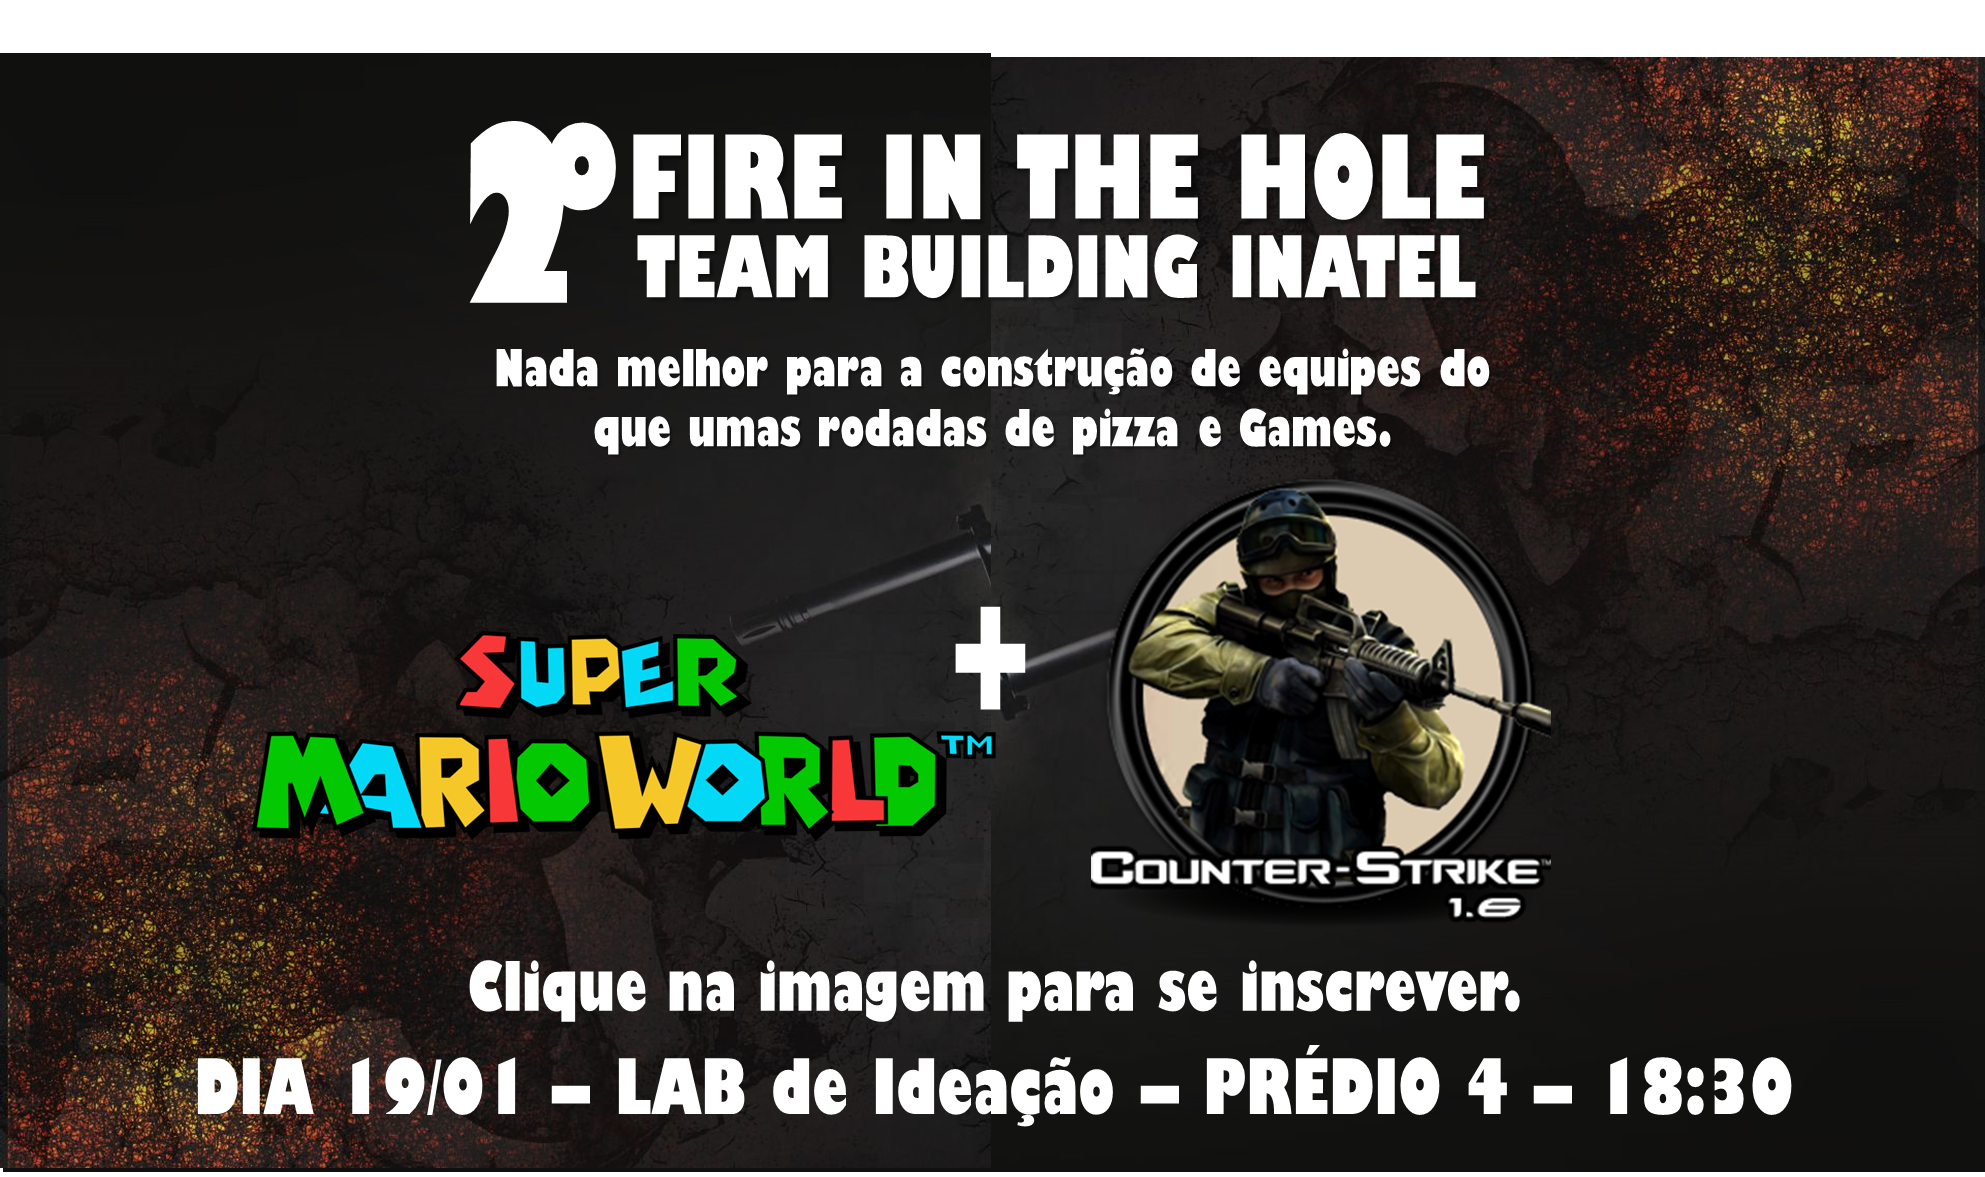 2º FIRE IN THE HOLE
TEAM BUILDING INATEL
Nada melhor para a construção de equipes do
que umas rodadas de pizza e Games.
SUPER
MARIO WORLD™
+
COUNTER-STRIKE™
1.6
Clique na imagem para se inscrever.
DIA 19/01 – LAB de Ideação – PRÉDIO 4 – 18:30